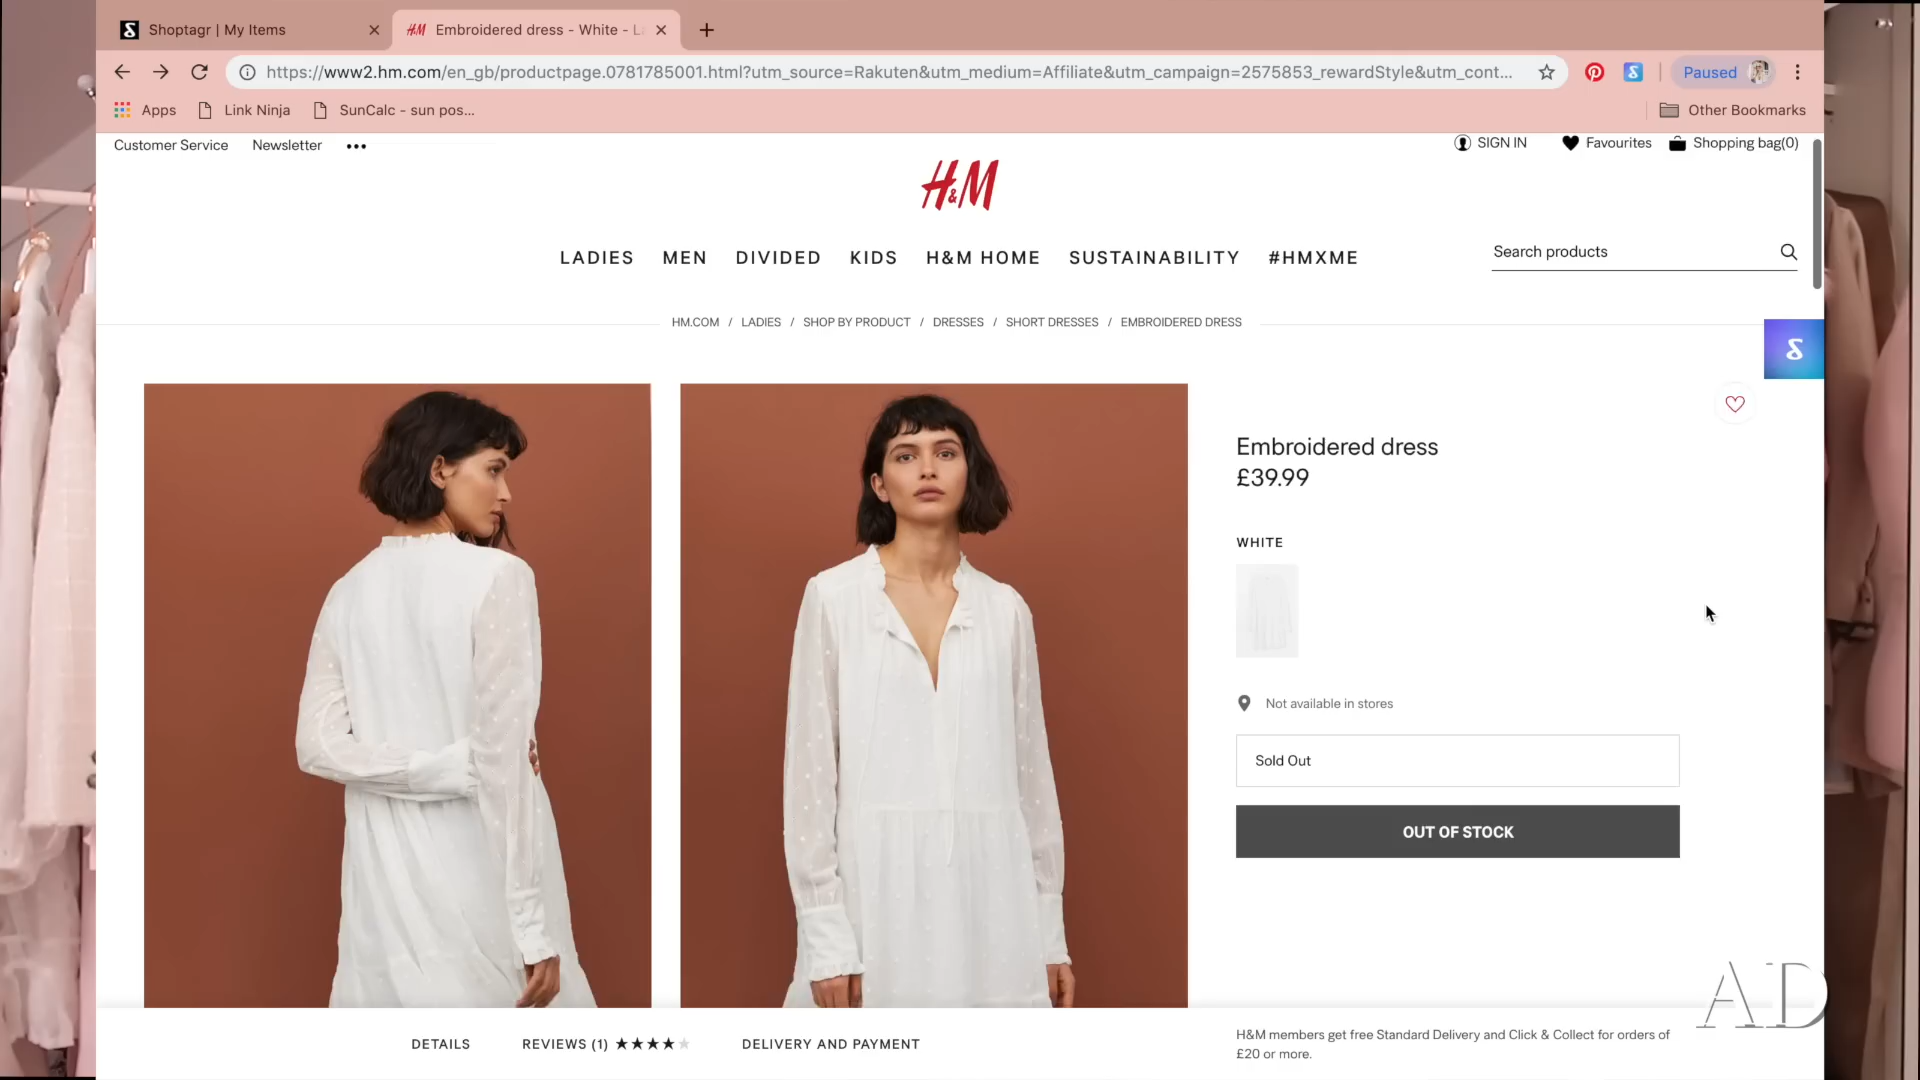 Shoptagr | My Items
H&M Embroidered dress - White - L
https://www2.hm.com/en_gb/productpage.0781785001.html?utm_source=Rakuten&utm_medium=Affiliate&utm_campaign=2575853_rewardStyle&utm_cont...
Paused
Apps
Link Ninja
SunCalc - sun pos...
Other Bookmarks
Customer Service
Newsletter
SIGN IN
Favourites
Shopping bag(0)
H&M
LADIES
MEN
DIVIDED
KIDS
H&M HOME
SUSTAINABILITY
#HMXME
Search products
HM.COM / LADIES / SHOP BY PRODUCT / DRESSES / SHORT DRESSES / EMBROIDERED DRESS
Embroidered dress
£39.99
WHITE
Not available in stores
Sold Out
OUT OF STOCK
AD
DETAILS
REVIEWS (1) ★★★★★
DELIVERY AND PAYMENT
H&M members get free Standard Delivery and Click & Collect for orders of
£20 or more.